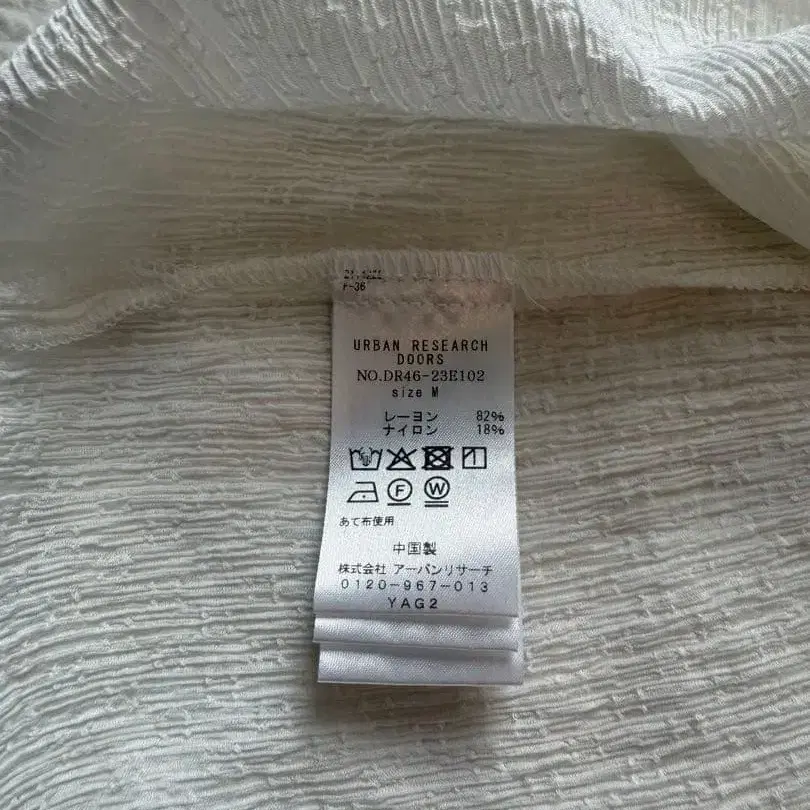 F-36
URBAN RESEARCH
DOORS
NO.DR46-23E102
size M
レーヨン 82%
ナイロン 18%
F W
あて布使用
中国製
株式会社 アーバンリサーチ
0120-967-013
YAG2